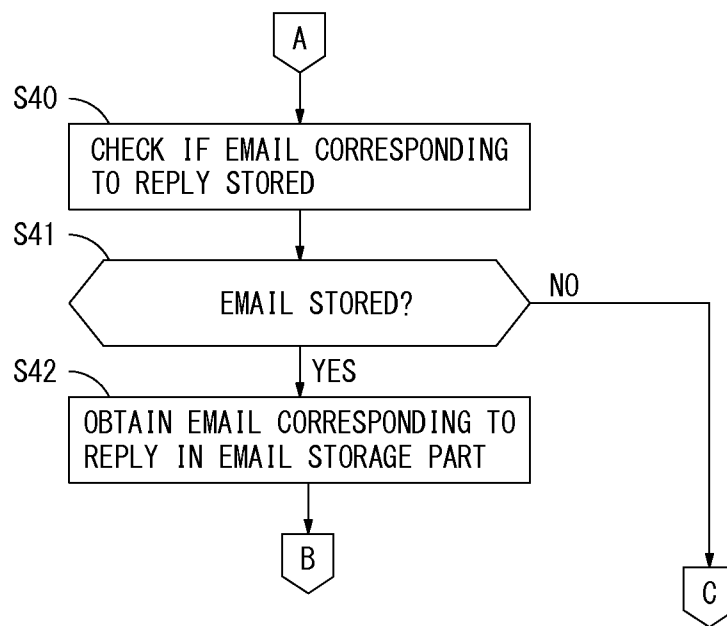 A
S40
CHECK IF EMAIL CORRESPONDING
TO REPLY STORED
S41
EMAIL STORED?
NO
YES
S42
OBTAIN EMAIL CORRESPONDING TO
REPLY IN EMAIL STORAGE PART
B
C